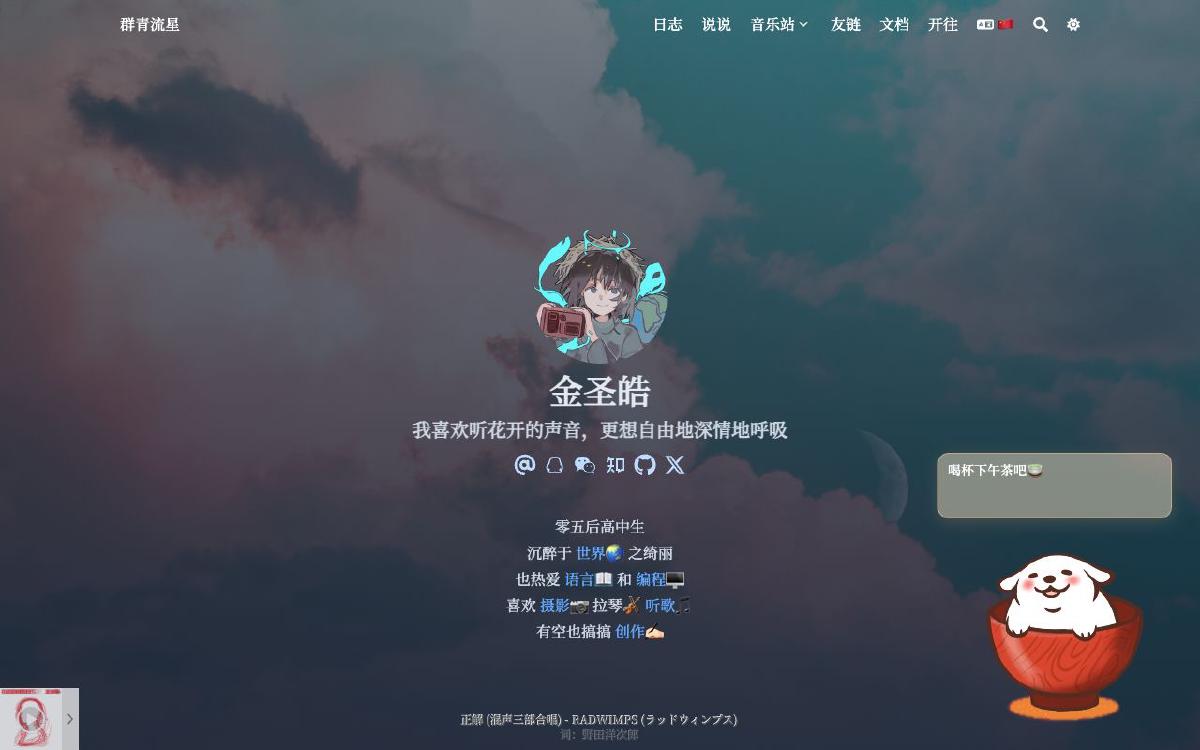 群青流星
日志 说说 音乐站 友链 文档 开往
金圣皓
我喜欢听花开的声音，更想自由地深情地呼吸
知
喝杯下午茶吧🍵
零五后高中生
沉醉于 世界🌏 之绮丽
也热爱 语言📖 和 编程🖥️
喜欢 摄影📷 拉琴🎻 听歌🎵
有空也搞搞 创作✍🏻
正解 (混声三部合唱) - RADWIMPS (ラッドウィンプス)
词：野田洋次郎